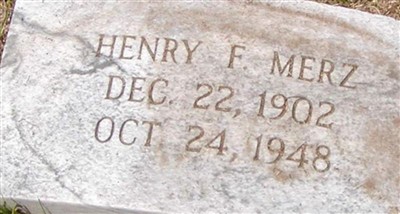 HENRY F. MERZ
DEC. 22, 1902
OCT. 24, 1948